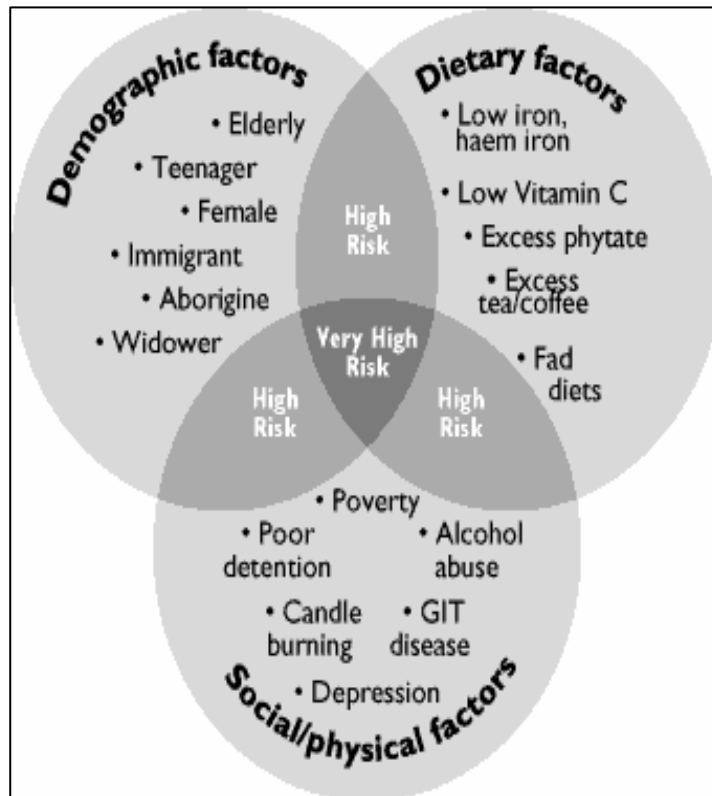 Demographic factors
• Elderly
• Teenager
• Female
• Immigrant
• Aborigine
• Widower
Dietary factors
• Low iron,
haem iron
• Low Vitamin C
• Excess phytate
• Excess
tea/coffee
• Fad
diets
High
Risk
Very High
Risk
High
Risk
High
Risk
• Poverty
• Poor
detention
• Alcohol
abuse
• Candle
burning
• GIT
disease
• Depression
Social/physical factors